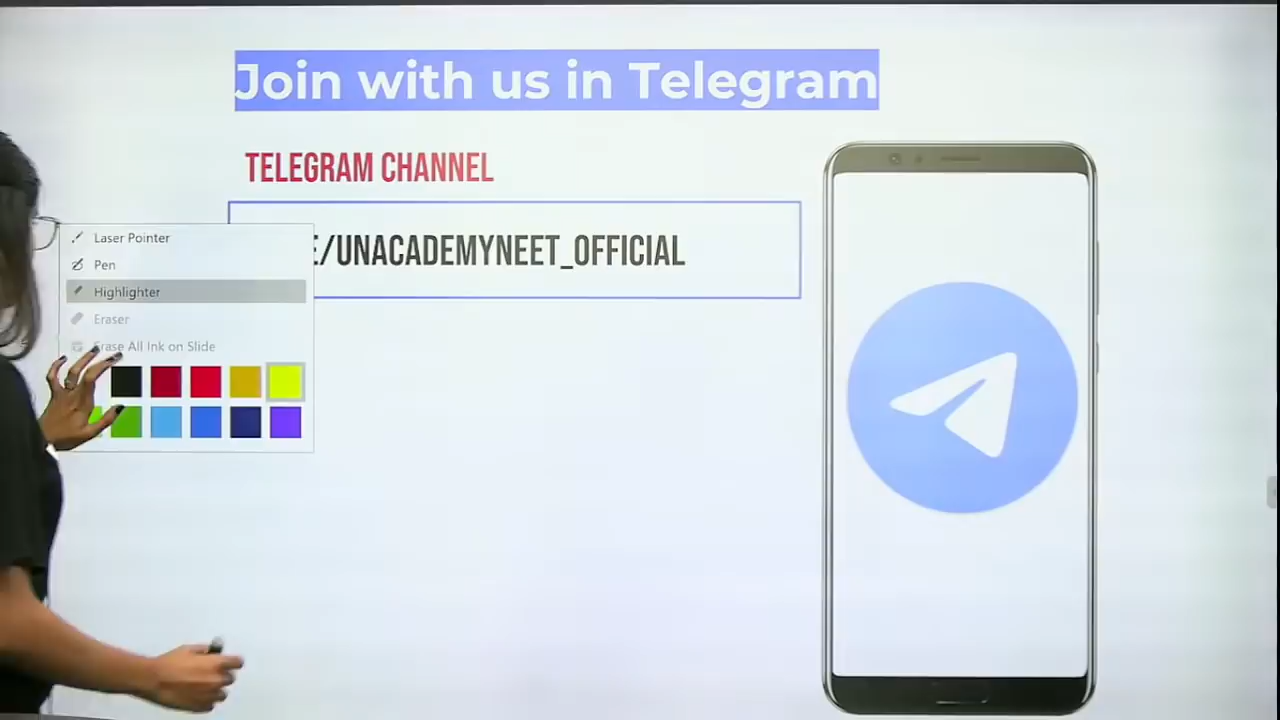 Join with us in Telegram
TELEGRAM CHANNEL
E/UNACADEMYNEET_OFFICIAL
Laser Pointer
Pen
Highlighter
Eraser
Erase All Ink on Slide